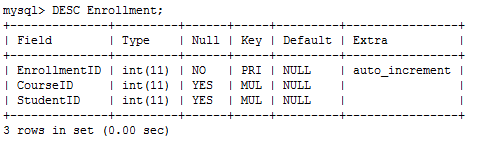 mysql> DESC Enrollment;
+--------------+---------+------+-----+---------+----------------+
| Field        | Type    | Null | Key | Default | Extra          |
+--------------+---------+------+-----+---------+----------------+
| EnrollmentID | int(11) | NO   | PRI | NULL    | auto_increment |
| CourseID     | int(11) | YES  | MUL | NULL    |                |
| StudentID    | int(11) | YES  | MUL | NULL    |                |
+--------------+---------+------+-----+---------+----------------+
3 rows in set (0.00 sec)